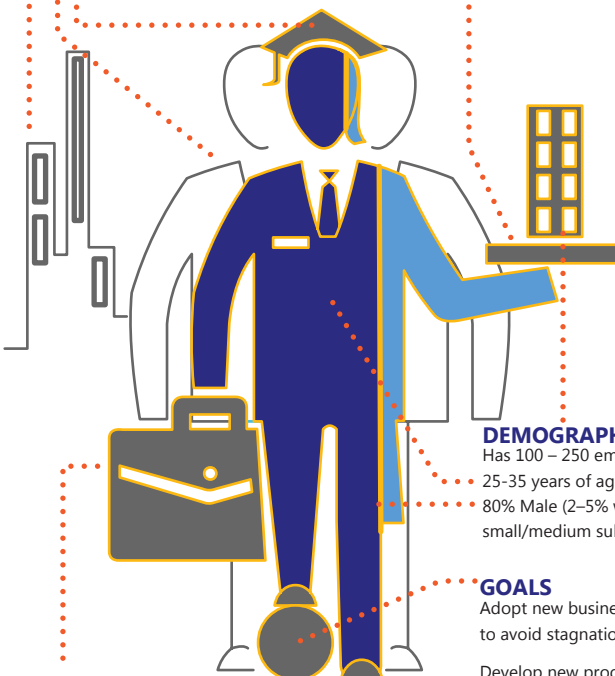 DEMOGRAPH
Has 100 – 250 em
25-35 years of ag
80% Male (2–5% w
small/medium sul
GOALS
Adopt new busine
to avoid stagnatio
Develop new prod